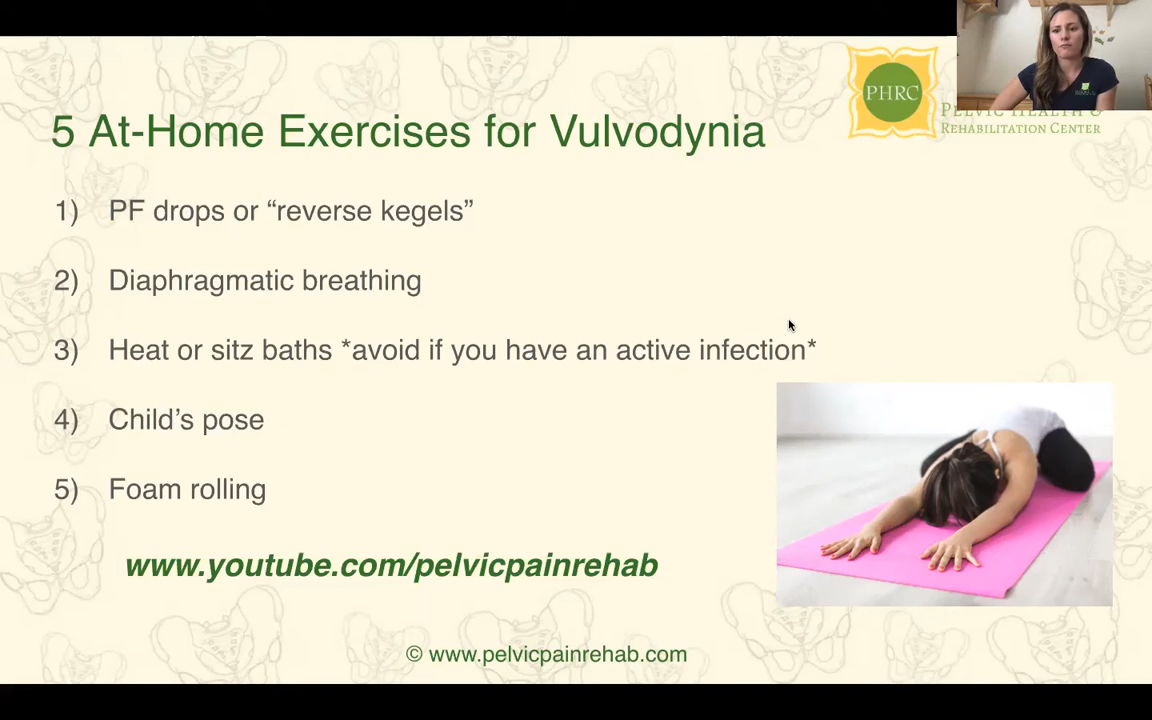 PHRC
PELVIC HEALTH &
REHABILITATION CENTER
5 At-Home Exercises for Vulvodynia
1) PF drops or “reverse kegels”
2) Diaphragmatic breathing
3) Heat or sitz baths *avoid if you have an active infection*
4) Child’s pose
5) Foam rolling
www.youtube.com/pelvicpainrehab
© www.pelvicpainrehab.com